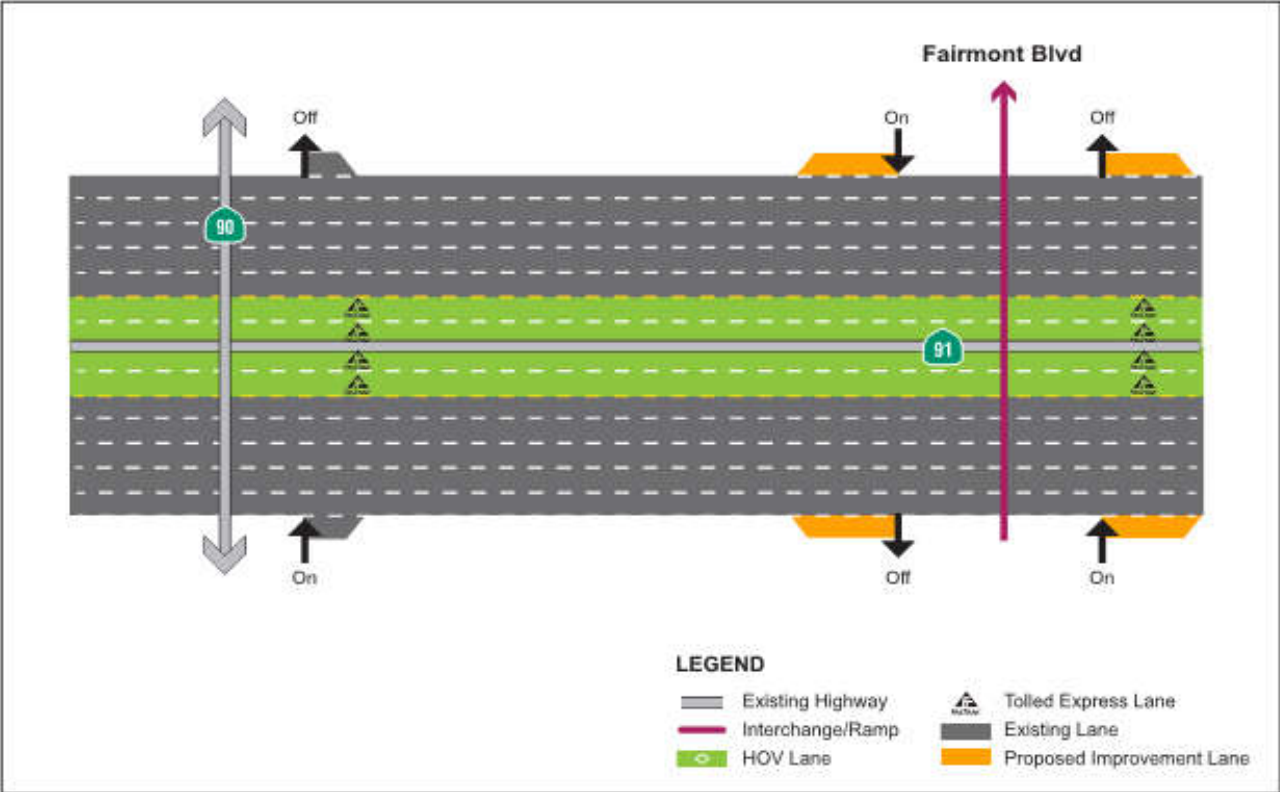 Fairmont Blvd
Off
On
Off
90
91
On
Off
On
LEGEND
Existing Highway
Tolled Express Lane
Interchange/Ramp
Existing Lane
HOV Lane
Proposed Improvement Lane